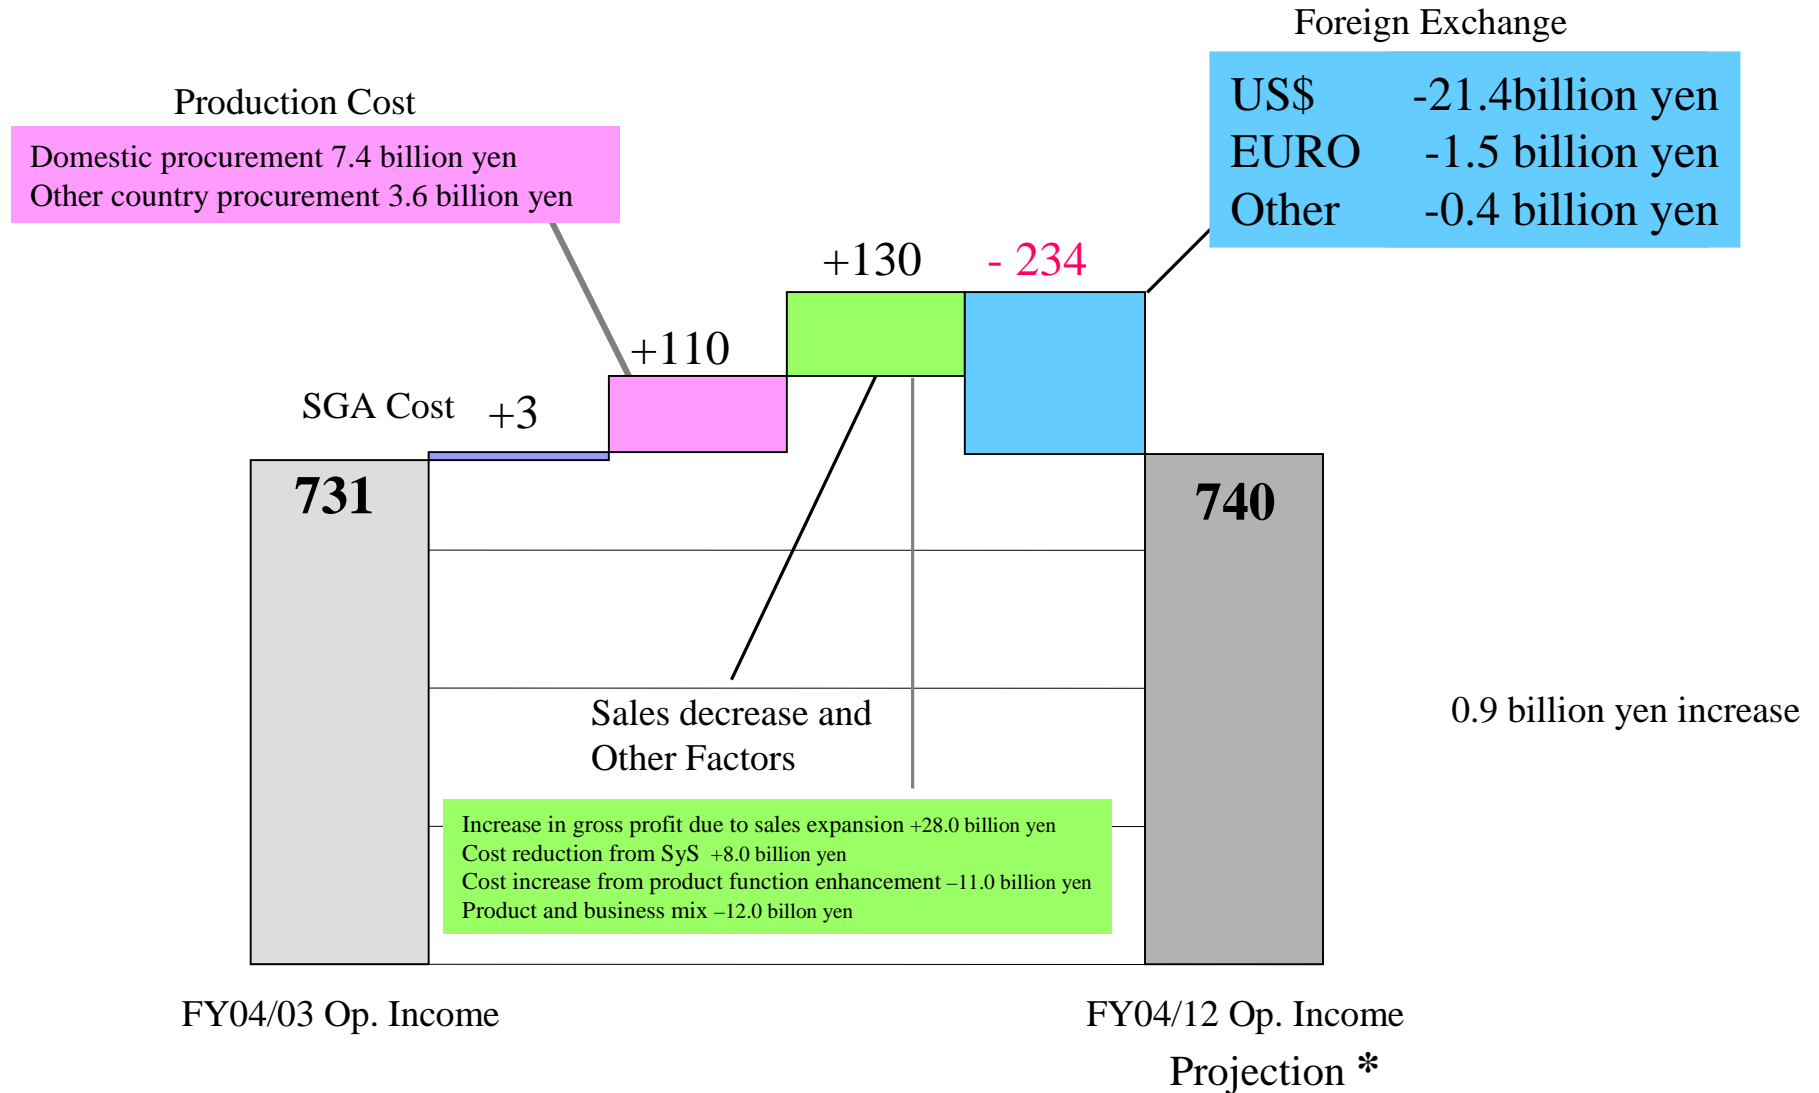 Foreign Exchange
US$ -21.4billion yen
EURO -1.5 billion yen
Other -0.4 billion yen
Production Cost
Domestic procurement 7.4 billion yen
Other country procurement 3.6 billion yen
+130
- 234
+110
SGA Cost
+3
731
740
Sales decrease and
Other Factors
0.9 billion yen increase
Increase in gross profit due to sales expansion +28.0 billion yen
Cost reduction from SyS +8.0 billion yen
Cost increase from product function enhancement –11.0 billion yen
Product and business mix –12.0 billon yen
FY04/03 Op. Income
FY04/12 Op. Income
Projection *